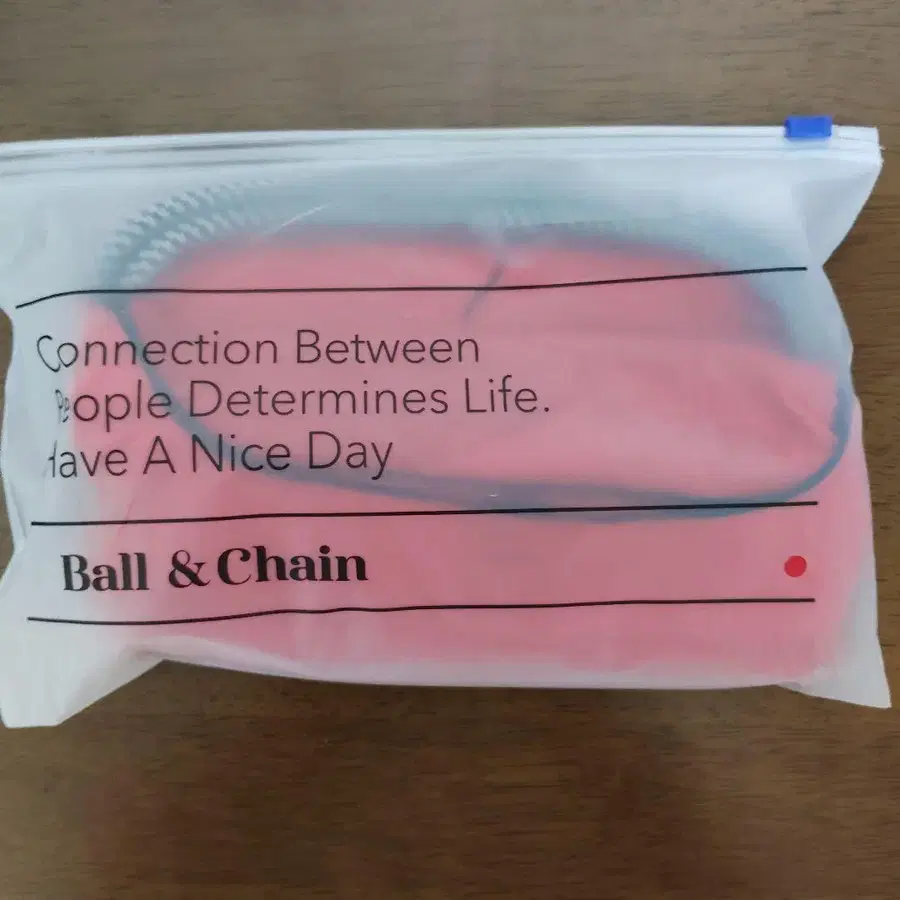 Connection Between
People Determines Life.
Have A Nice Day
Ball & Chain